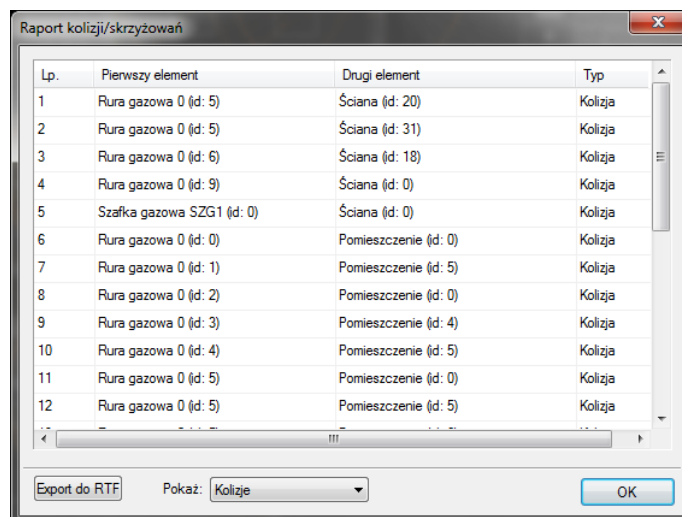 Raport kolizji/skrzyżowań
Lp. Pierwszy element Drugi element Typ
1 Rura gazowa 0 (id: 5) Ściana (id: 20) Kolizja
2 Rura gazowa 0 (id: 5) Ściana (id: 31) Kolizja
3 Rura gazowa 0 (id: 6) Ściana (id: 18) Kolizja
4 Rura gazowa 0 (id: 9) Ściana (id: 0) Kolizja
5 Szafka gazowa SZG1 (id: 0) Ściana (id: 0) Kolizja
6 Rura gazowa 0 (id: 0) Pomieszczenie (id: 0) Kolizja
7 Rura gazowa 0 (id: 1) Pomieszczenie (id: 5) Kolizja
8 Rura gazowa 0 (id: 2) Pomieszczenie (id: 0) Kolizja
9 Rura gazowa 0 (id: 3) Pomieszczenie (id: 4) Kolizja
10 Rura gazowa 0 (id: 4) Pomieszczenie (id: 5) Kolizja
11 Rura gazowa 0 (id: 5) Pomieszczenie (id: 0) Kolizja
12 Rura gazowa 0 (id: 5) Pomieszczenie (id: 5) Kolizja
Export do RTF Pokaż: Kolizje OK